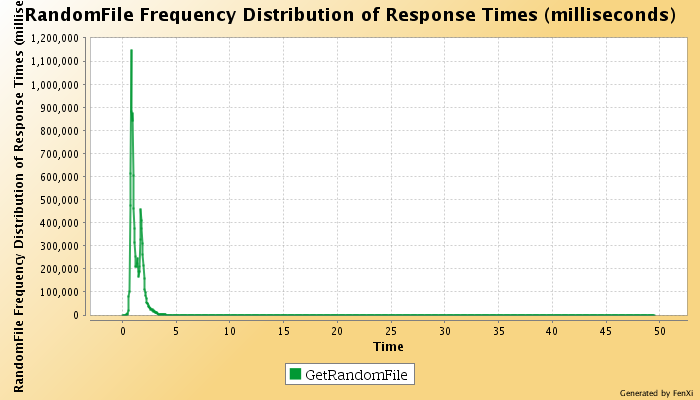 RandomFile Frequency Distribution of Response Times (milliseconds)
RandomFile Frequency Distribution of Response Times (millise
1,200,000
1,100,000
1,000,000
900,000
800,000
700,000
600,000
500,000
400,000
300,000
200,000
100,000
0
0 5 10 15 20 25 30 35 40 45 50
Time
GetRandomFile
Generated by FenXi